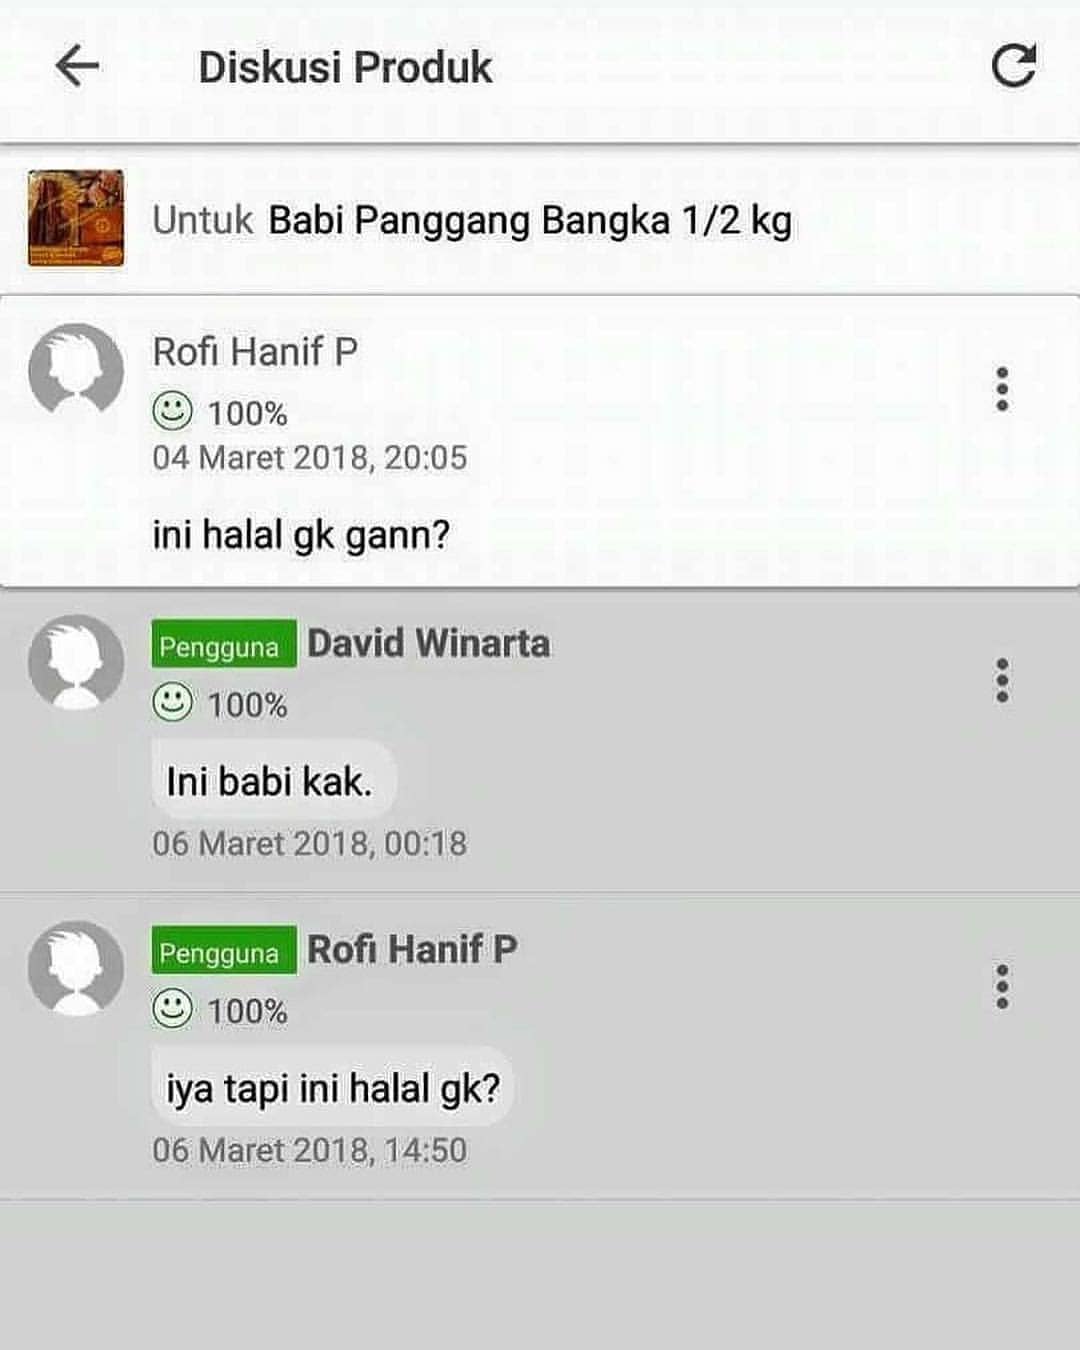 Diskusi Produk
Untuk Babi Panggang Bangka 1/2 kg
Rofi Hanif P
100%
04 Maret 2018, 20:05
ini halal gk gann?
Pengguna David Winarta
100%
Ini babi kak.
06 Maret 2018, 00:18
Pengguna Rofi Hanif P
100%
iya tapi ini halal gk?
06 Maret 2018, 14:50